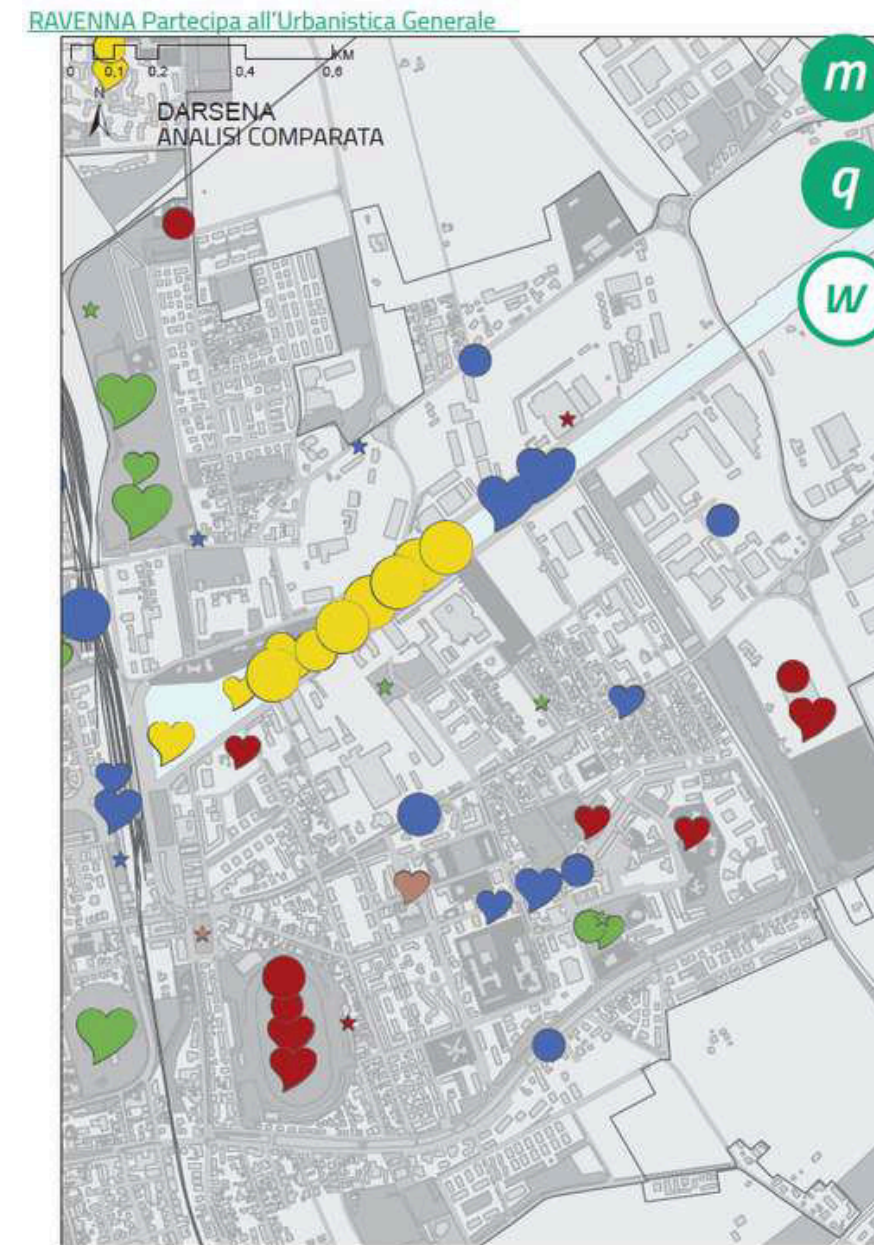 RAVENNA Partecipa all'Urbanistica Generale
0 0,1 0,2 0,4 0,6 KM
N
DARSENA
ANALISI COMPARATA
m
q
w